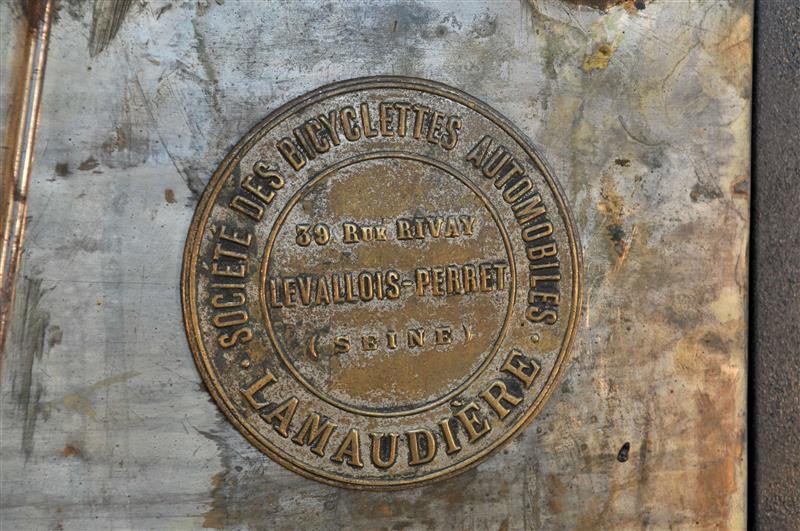 SOCIÉTÉ DES BICYCLETTES AUTOMOBILES
39 RUE RIVAY
LEVALLOIS-PERRET
(SEINE)
· LAMAUDIÈRE ·